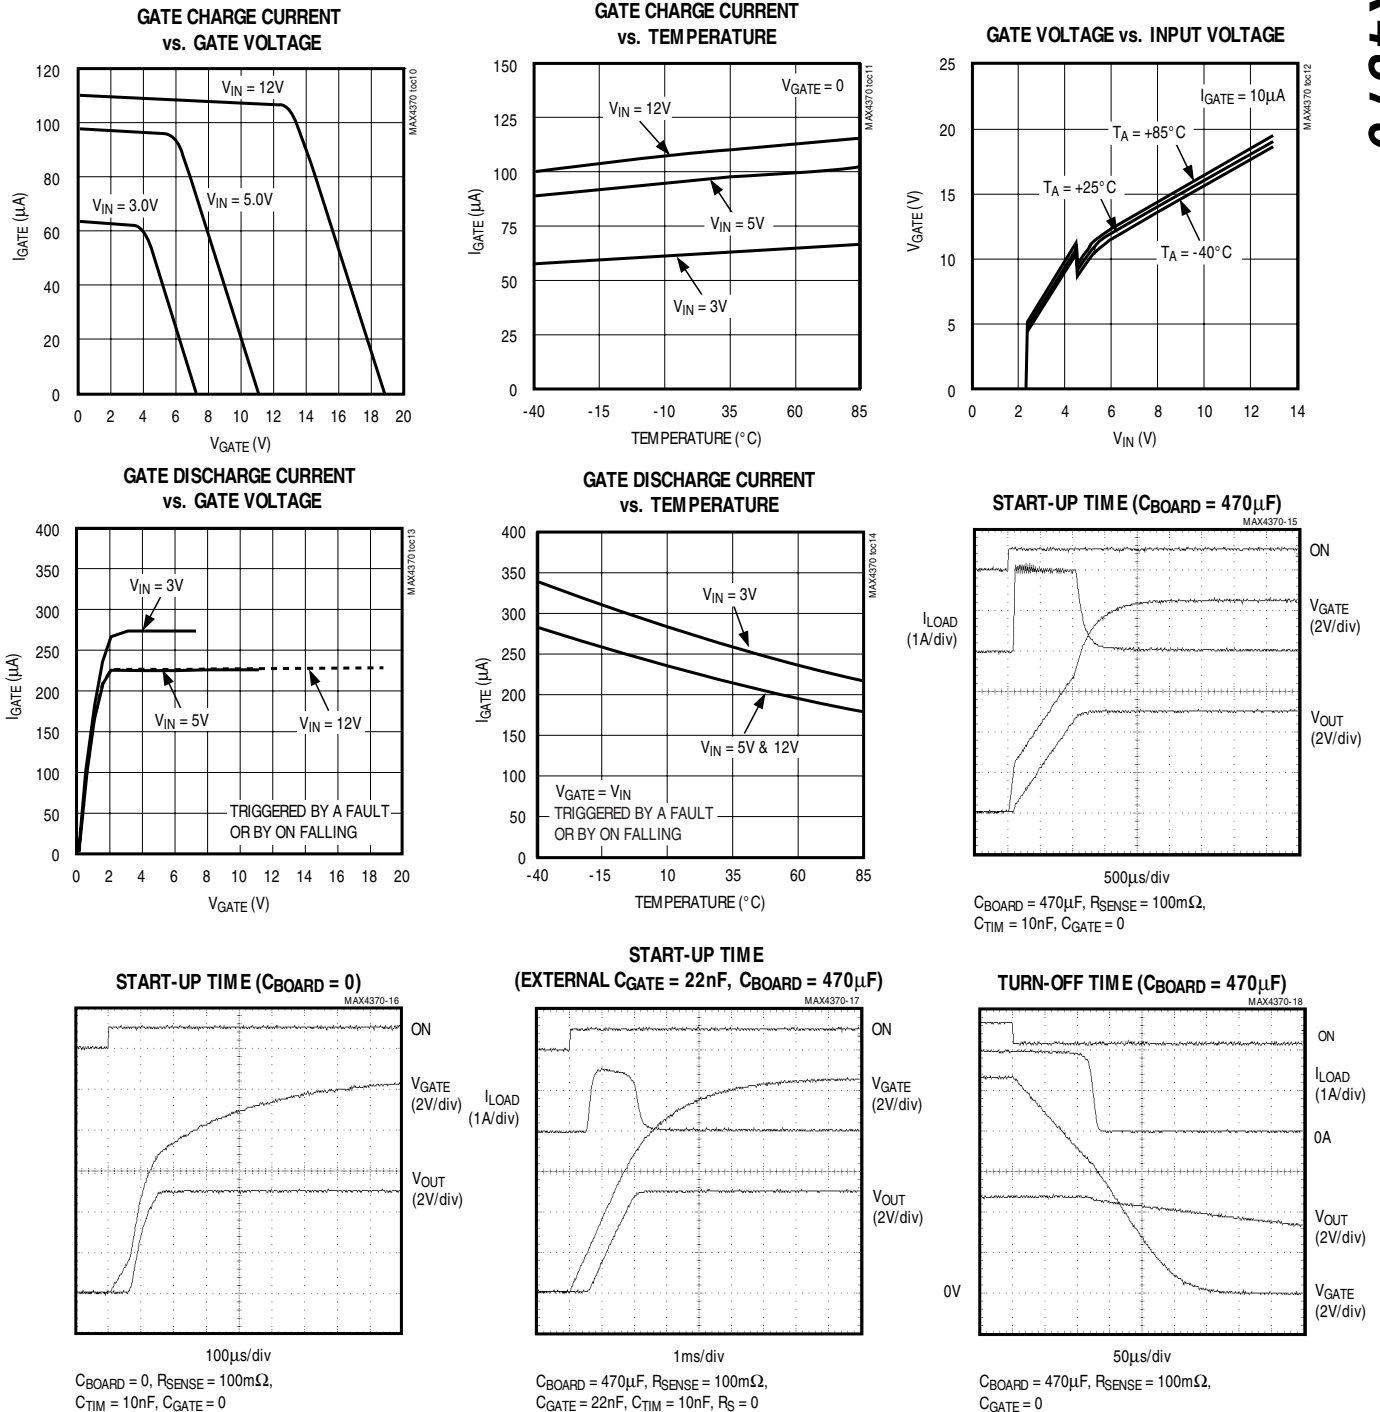 GATE CHARGE CURRENT
vs. GATE VOLTAGE
120
100
80
60
40
20
0
IGATE (µA)
VIN = 12V
VIN = 5.0V
VIN = 3.0V
MAX4370 toc10
0 2 4 6 8 10 12 14 16 18 20
VGATE (V)
GATE CHARGE CURRENT
vs. TEMPERATURE
150
125
100
75
50
25
0
IGATE (µA)
VGATE = 0
VIN = 12V
VIN = 5V
VIN = 3V
MAX4370 toc11
-40 -15 -10 35 60 85
TEMPERATURE (°C)
GATE VOLTAGE vs. INPUT VOLTAGE
25
20
15
10
5
0
VGATE (V)
IGATE = 10µA
TA = +85°C
TA = +25°C
TA = -40°C
MAX4370 toc12
0 2 4 6 8 10 12 14
VIN (V)
GATE DISCHARGE CURRENT
vs. GATE VOLTAGE
400
350
300
250
200
150
100
50
0
IGATE (µA)
VIN = 3V
VIN = 5V
VIN = 12V
TRIGGERED BY A FAULT
OR BY ON FALLING
MAX4370 toc13
0 2 4 6 8 10 12 14 16 18 20
VGATE (V)
GATE DISCHARGE CURRENT
vs. TEMPERATURE
400
350
300
250
200
150
100
50
0
IGATE (µA)
VIN = 3V
VIN = 5V & 12V
VGATE = VIN
TRIGGERED BY A FAULT
OR BY ON FALLING
MAX4370 toc14
-40 -15 10 35 60 85
TEMPERATURE (°C)
START-UP TIME (CBOARD = 470µF)
MAX4370-15
ON
VGATE
(2V/div)
ILOAD
(1A/div)
VOUT
(2V/div)
500µs/div
CBOARD = 470µF, RSENSE = 100mΩ,
CTIM = 10nF, CGATE = 0
START-UP TIME (CBOARD = 0)
MAX4370-16
ON
VGATE
(2V/div)
VOUT
(2V/div)
100µs/div
CBOARD = 0, RSENSE = 100mΩ,
CTIM = 10nF, CGATE = 0
START-UP TIME
(EXTERNAL CGATE = 22nF, CBOARD = 470µF)
MAX4370-17
ON
VGATE
(2V/div)
ILOAD
(1A/div)
VOUT
(2V/div)
1ms/div
CBOARD = 470µF, RSENSE = 100mΩ,
CGATE = 22nF, CTIM = 10nF, RS = 0
TURN-OFF TIME (CBOARD = 470µF)
MAX4370-18
ON
ILOAD
(1A/div)
0A
VOUT
(2V/div)
0V
VGATE
(2V/div)
50µs/div
CBOARD = 470µF, RSENSE = 100mΩ,
CGATE = 0